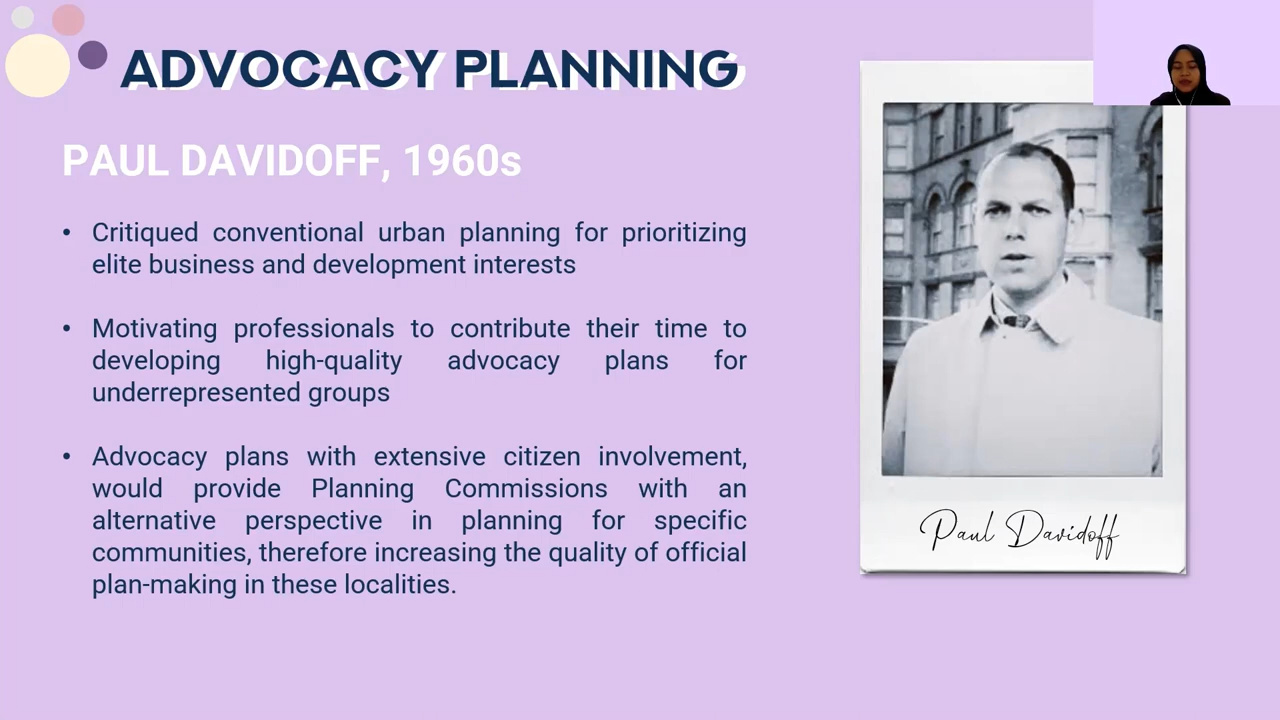 ADVOCACY PLANNING
PAUL DAVIDOFF, 1960s
• Critiqued conventional urban planning for prioritizing
elite business and development interests
• Motivating professionals to contribute their time to
developing high-quality advocacy plans for
underrepresented groups
• Advocacy plans with extensive citizen involvement,
would provide Planning Commissions with an
alternative perspective in planning for specific
communities, therefore increasing the quality of official
plan-making in these localities.
Paul Davidoff